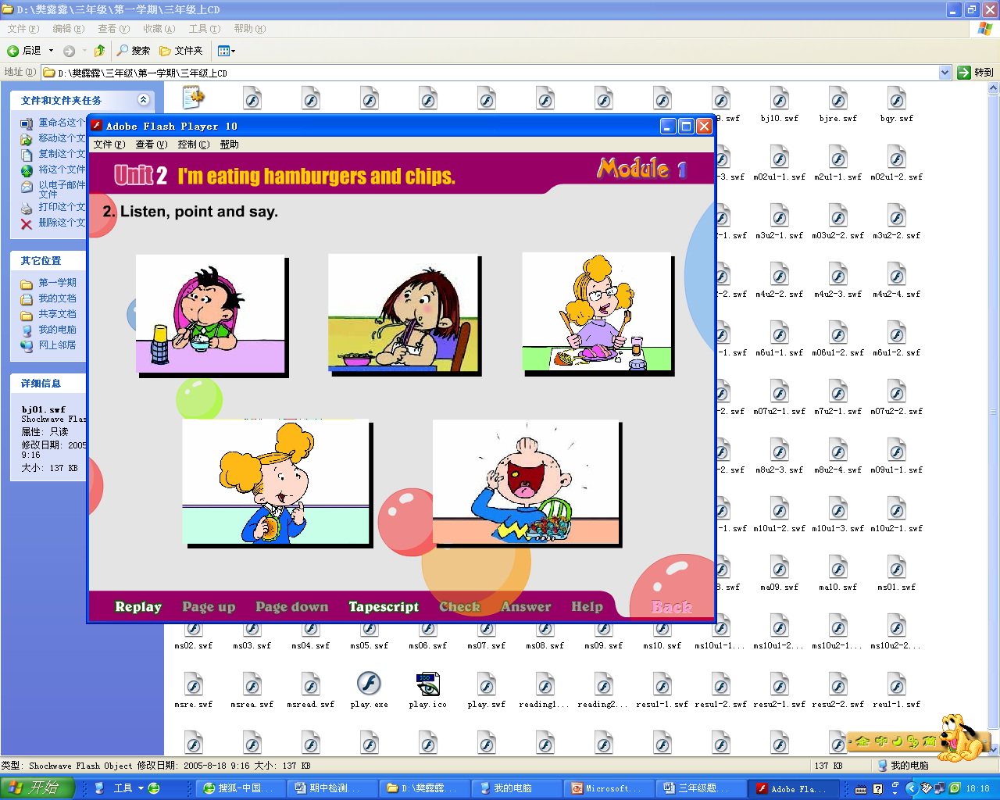 D:\樊露露\三年级\第一学期\三年级上CD
文件(F) 编辑(E) 查看(V) 收藏(A) 工具(T) 帮助(H)
后退 搜索 文件夹
地址(D) D:\樊露露\三年级\第一学期\三年级上CD 转到
文件和文件夹任务
重命名这个
移动这个文
复制这个文
将这个文件
以电子邮件
文件
打印这个文
删除这个文
其它位置
第一学期
我的文档
共享文档
我的电脑
网上邻居
详细信息
bj01.swf
Shockwave Flas
属性: 只读
修改日期: 2005
9:16
大小: 137 KB
Adobe Flash Player 10
文件(F) 查看(V) 控制(C) 帮助
Unit 2 I'm eating hamburgers and chips. Module 1
2. Listen, point and say.
Replay Page up Page down Tapescript Check Answer Help Back
9.swf bj10.swf bjre.swf bqy.swf
-3.swf m02u1-1.swf m2u1-1.swf m02u1-2.swf
2-1.swf m3u2-1.swf m03u2-2.swf m3u2-2.swf
2-2.swf m4u2-2.swf m4u2-3.swf m4u2-4.swf
-1.swf m6u1-1.swf m06u1-2.swf m6u1-2.swf
-2.swf m07u2-1.swf m7u2-1.swf m07u2-2.swf
-2.swf m8u2-3.swf m8u2-4.swf m09u1-1.swf
-1.swf m10u1-2.swf m10u1-3.swf m10u2-1.swf
8.swf ma09.swf ma10.swf ms01.swf
ms02.swf ms03.swf ms04.swf ms05.swf ms06.swf ms07.swf ms08.swf ms09.swf ms10.swf ms10u1-1... ms10u1-2... ms10u2-1... ms10u2-2...
msre.swf msrea.swf msread.swf play.exe play.ico play.swf reading1... reading2... resu1-1.swf resu1-2.swf resu2-1.swf resu2-2.swf reu1-1.swf
类型: Shockwave Flash Object 修改日期: 2005-8-18 9:16 大小: 137 KB 137 KB 我的电脑
开始 工具 搜狐-中国... 期中检测... D:\樊露露... 我的电脑 Microsoft... 三年级题... Adobe Fla... 18:18